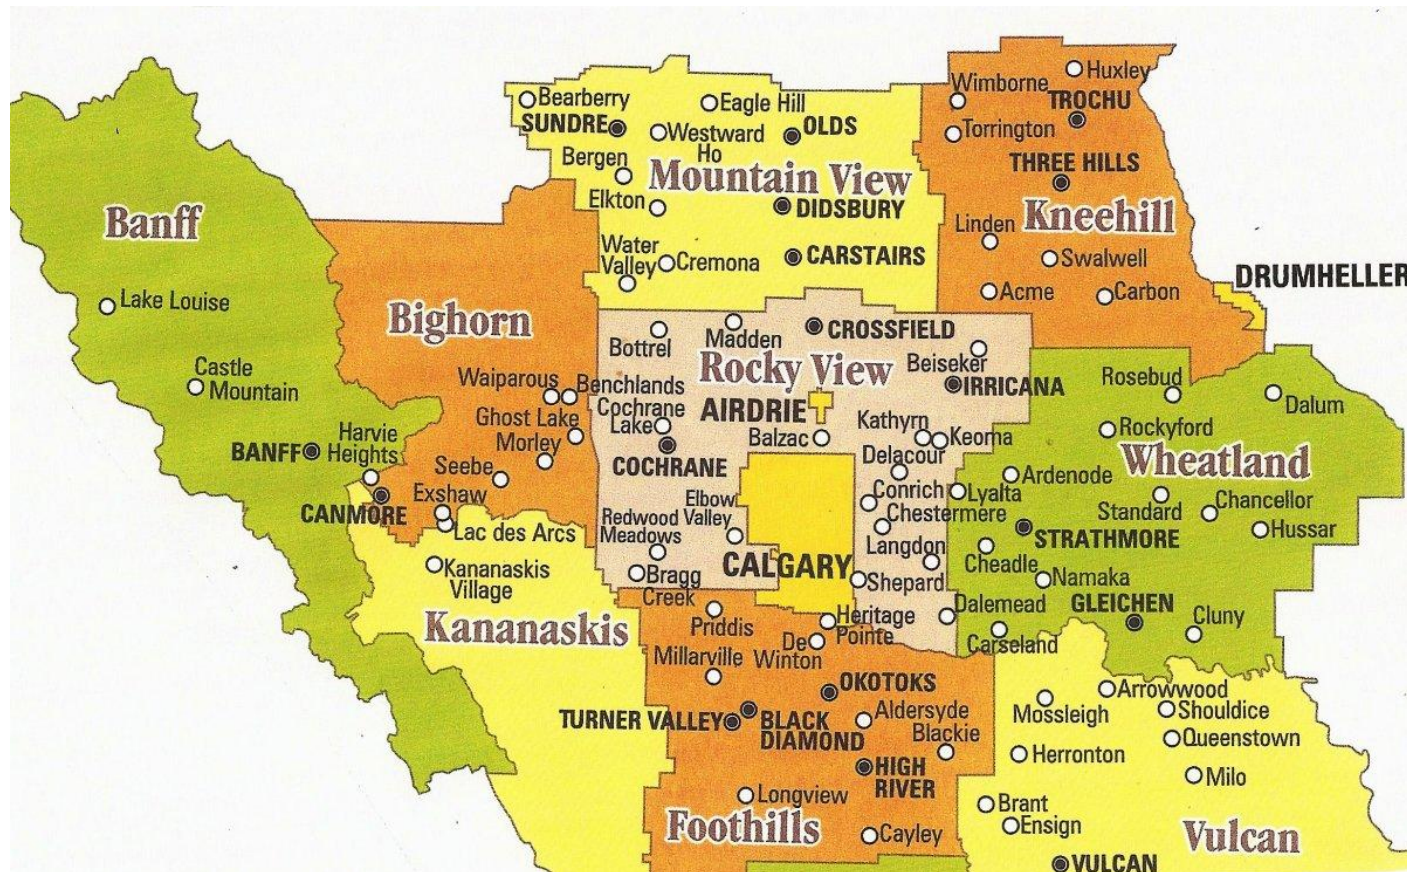 Huxley
Wimborne
TROCHU
Bearberry
Eagle Hill
SUNDRE
Westward
Ho
OLDS
Torrington
Bergen
THREE HILLS
Mountain View
Elkton
DIDSBURY
Kneehill
Banff
Linden
Water
Valley
Cremona
CARSTAIRS
Swalwell
DRUMHELLER
Lake Louise
Acme
Carbon
Bighorn
Bottrel
Madden
CROSSFIELD
Beiseker
Rocky View
Castle
Mountain
Waiparous
Benchlands
IRRICANA
Rosebud
Dalum
Ghost Lake
Cochrane
Lake
AIRDRIE
Kathyrn
Keoma
Rockyford
Harvie
Heights
BANFF
Morley
Balzac
COCHRANE
Delacour
Wheatland
Seebe
Ardenode
CANMORE
Exshaw
Elbow
Valley
Conrich
Lyalta
Standard
Chancellor
Lac des Arcs
Redwood
Meadows
Chestermere
STRATHMORE
Hussar
Kananaskis
Village
Bragg
Creek
CALGARY
Langdon
Shepard
Cheadle
Namaka
Kananaskis
Priddis
Heritage
Pointe
Dalemead
GLEICHEN
Cluny
De
Winton
Carseland
Millarville
OKOTOKS
Arrowwood
Mossleigh
Shouldice
TURNER VALLEY
BLACK
DIAMOND
Aldersyde
Blackie
Queenstown
Herronton
HIGH
RIVER
Milo
Longview
Brant
Ensign
Foothills
Cayley
Vulcan
VULCAN